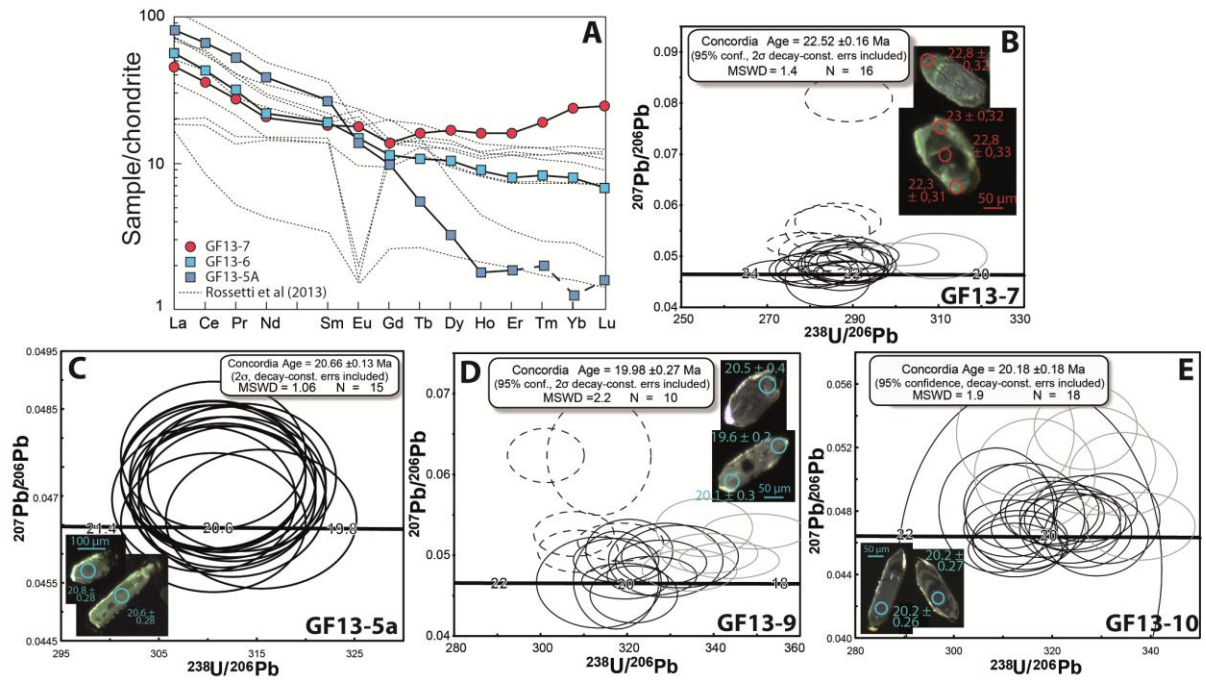 A
100
10
1
Sample/chondrite
GF13-7
GF13-6
GF13-5A
Rossetti et al (2013)
La Ce Pr Nd Sm Eu Gd Tb Dy Ho Er Tm Yb Lu
B
Concordia Age = 22.52 ±0.16 Ma
(95% conf., 2σ decay-const. errs included)
MSWD = 1.4 N = 16
22,8 ±
0,32
23 ± 0,32
22,8
± 0,33
22,3
± 0,31
50 µm
0.09
0.08
0.07
0.06
0.05
0.04
207Pb/206Pb
24 22 20
GF13-7
250 270 290 310 330
238U/206Pb
C
Concordia Age = 20.66 ±0.13 Ma
(2σ, decay-const. errs included)
MSWD = 1.06 N = 15
0.0495
0.0485
0.0475
0.0465
0.0455
0.0445
207Pb/206Pb
21.4 20.6 19.8
100 µm
20.8 ±
0.28
20.6 ±
0.28
GF13-5a
295 305 315 325
238U/206Pb
D
Concordia Age = 19.98 ±0.27 Ma
(95% conf., 2σ decay-const. errs included)
MSWD =2.2 N = 10
20.5 ± 0.4
19.6 ± 0.2
20.1 ± 0.3
50 µm
0.07
0.06
0.05
0.04
207Pb/206Pb
22 20 18
GF13-9
280 300 320 340 360
238U/206Pb
E
Concordia Age = 20.18 ±0.18 Ma
(95% confidence, decay-const. errs included)
MSWD = 1.9 N = 18
0.056
0.052
0.048
0.044
0.040
207Pb/206Pb
22 20
50 µm
20.2 ±
0.27
20.2 ±
0.26
GF13-10
280 300 320 340
238U/206Pb